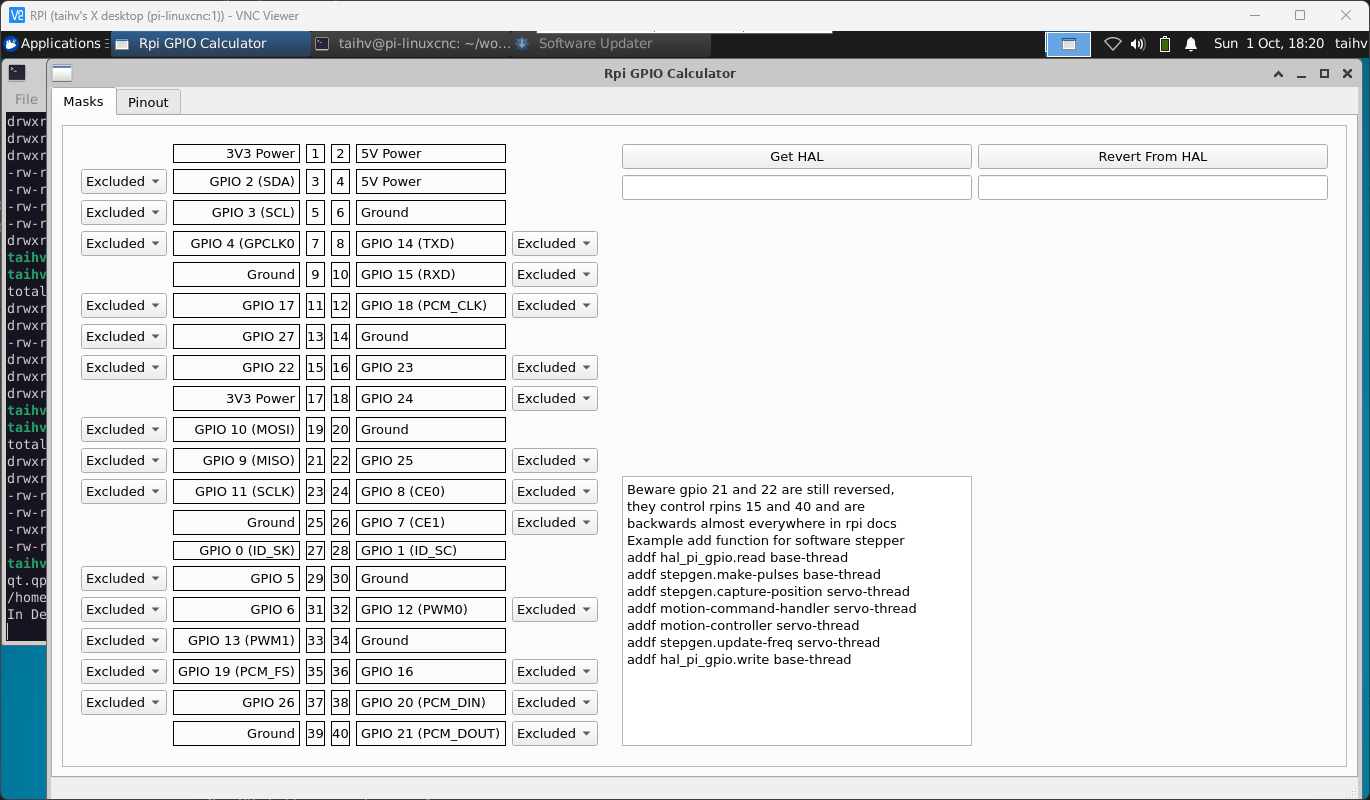 RPI (taihv's X desktop (pi-linuxcnc:1)) - VNC Viewer
Applications Rpi GPIO Calculator taihv@pi-linuxcnc: ~/wo... Software Updater Sun 1 Oct, 18:20 taihv
Rpi GPIO Calculator
File
Masks Pinout
drwxr
drwxr
drwxr
-rw-r
-rw-r
-rw-r
-rw-r
drwxr
taihv
taihv
total
drwxr
drwxr
-rw-r
drwxr
drwxr
drwxr
taihv
taihv
total
drwxr
drwxr
-rw-r
-rw-r
-rwxr
-rw-r
taihv
qt.qp
/home
In De
3V3 Power 1 2 5V Power
Excluded GPIO 2 (SDA) 3 4 5V Power
Excluded GPIO 3 (SCL) 5 6 Ground
Excluded GPIO 4 (GPCLK0 7 8 GPIO 14 (TXD) Excluded
Ground 9 10 GPIO 15 (RXD) Excluded
Excluded GPIO 17 11 12 GPIO 18 (PCM_CLK) Excluded
Excluded GPIO 27 13 14 Ground
Excluded GPIO 22 15 16 GPIO 23 Excluded
3V3 Power 17 18 GPIO 24 Excluded
Excluded GPIO 10 (MOSI) 19 20 Ground
Excluded GPIO 9 (MISO) 21 22 GPIO 25 Excluded
Excluded GPIO 11 (SCLK) 23 24 GPIO 8 (CE0) Excluded
Ground 25 26 GPIO 7 (CE1) Excluded
GPIO 0 (ID_SK) 27 28 GPIO 1 (ID_SC)
Excluded GPIO 5 29 30 Ground
Excluded GPIO 6 31 32 GPIO 12 (PWM0) Excluded
Excluded GPIO 13 (PWM1) 33 34 Ground
Excluded GPIO 19 (PCM_FS) 35 36 GPIO 16 Excluded
Excluded GPIO 26 37 38 GPIO 20 (PCM_DIN) Excluded
Ground 39 40 GPIO 21 (PCM_DOUT) Excluded
Get HAL Revert From HAL
Beware gpio 21 and 22 are still reversed,
they control rpins 15 and 40 and are
backwards almost everywhere in rpi docs
Example add function for software stepper
addf hal_pi_gpio.read base-thread
addf stepgen.make-pulses base-thread
addf stepgen.capture-position servo-thread
addf motion-command-handler servo-thread
addf motion-controller servo-thread
addf stepgen.update-freq servo-thread
addf hal_pi_gpio.write base-thread